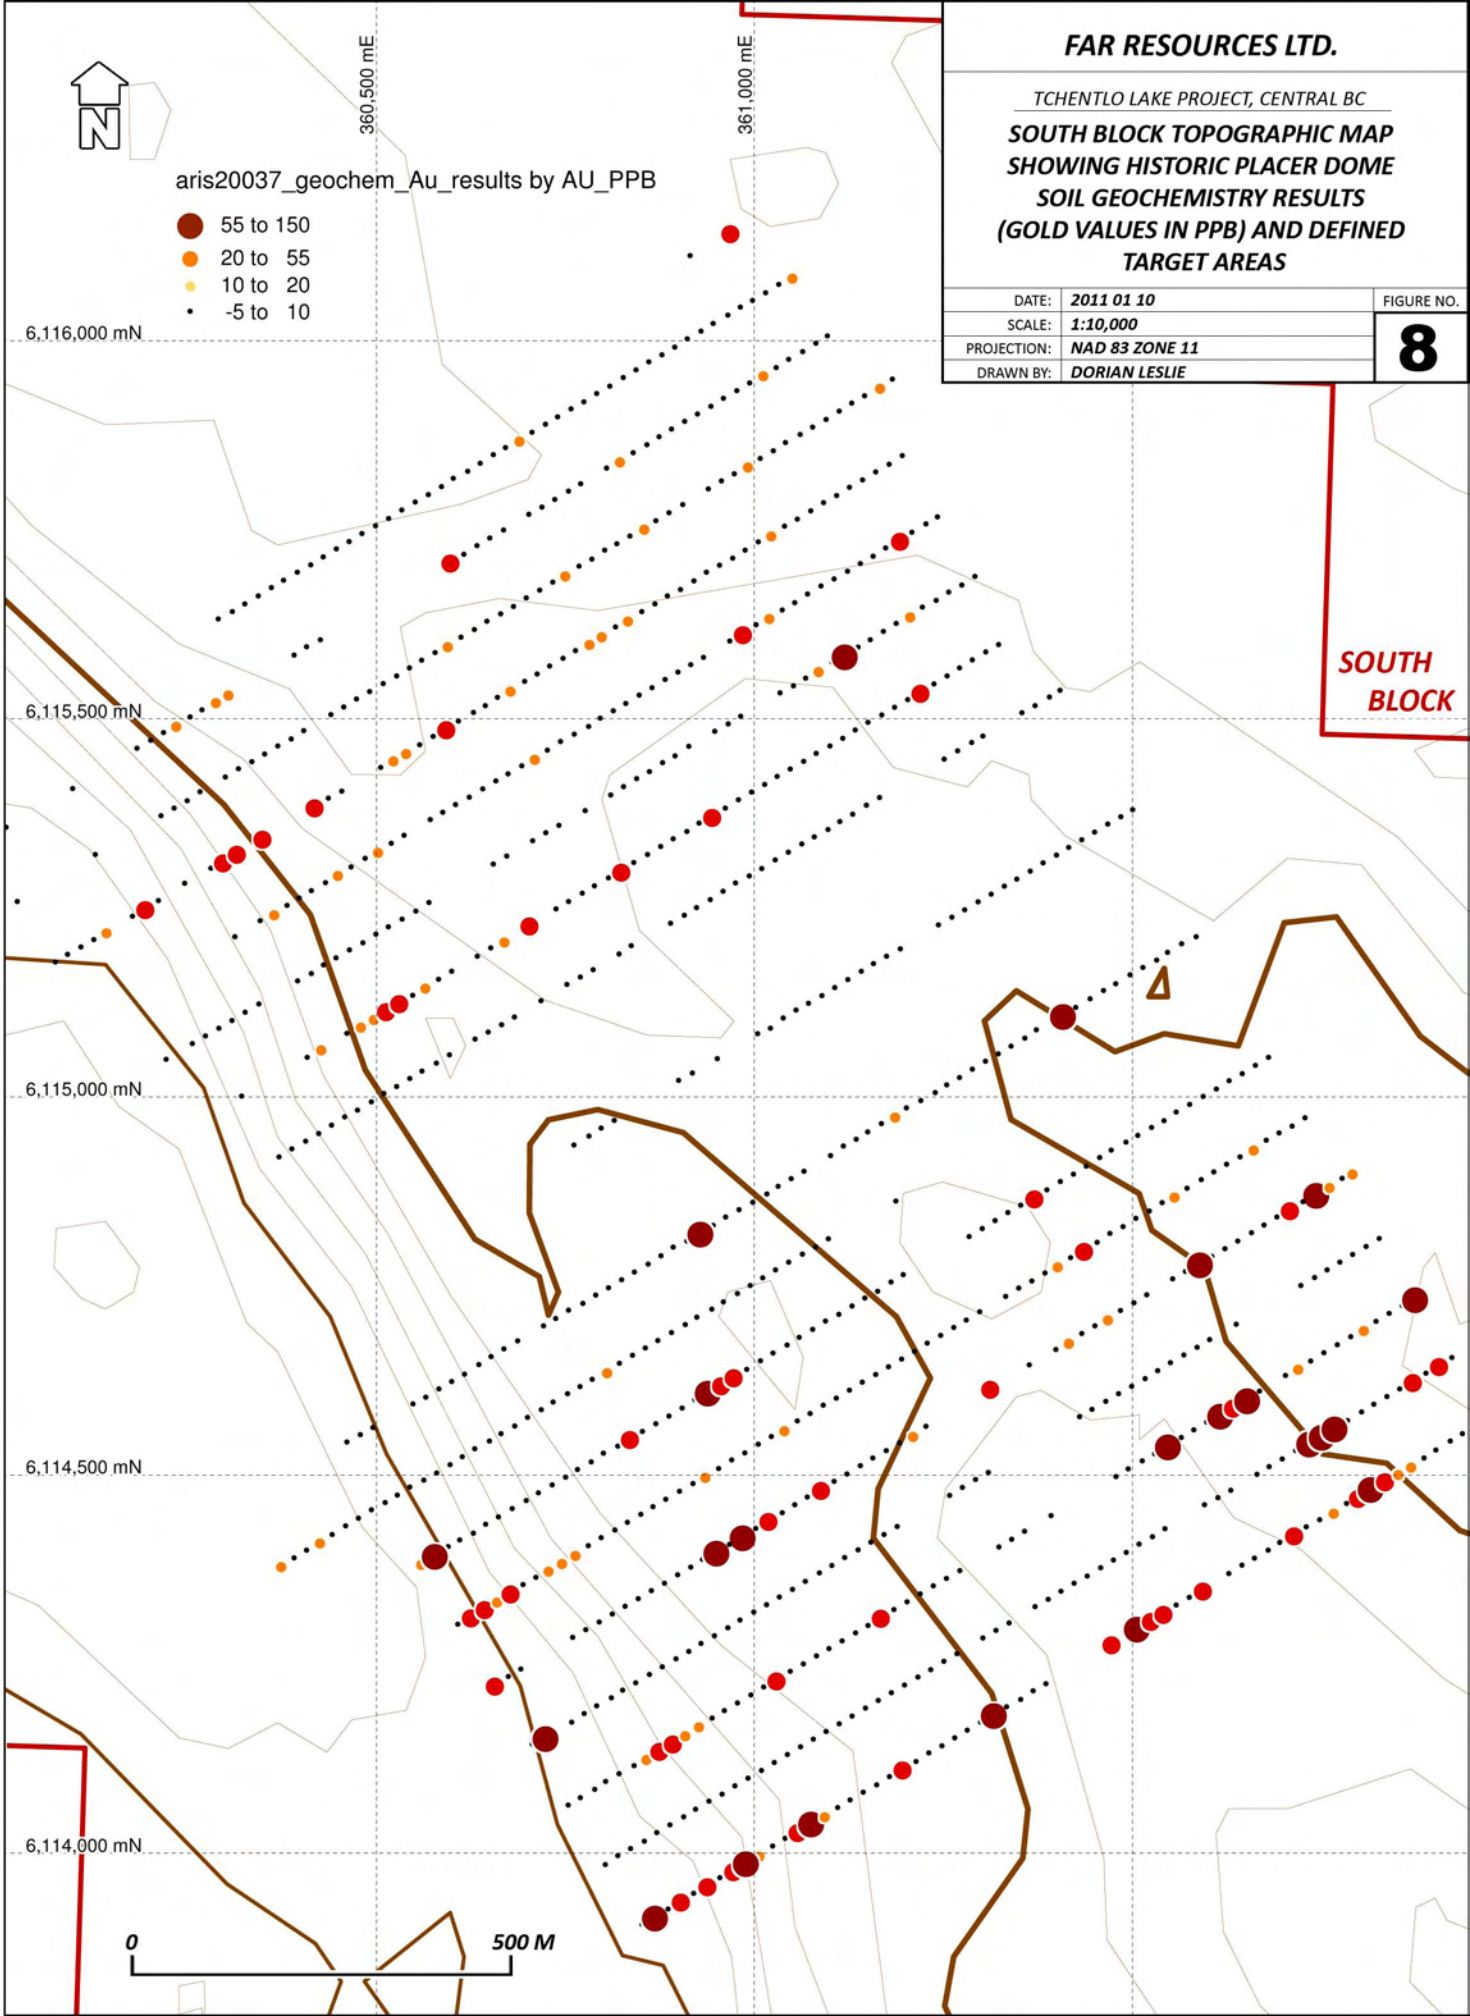 FAR RESOURCES LTD.
TCHENTLO LAKE PROJECT, CENTRAL BC
SOUTH BLOCK TOPOGRAPHIC MAP
SHOWING HISTORIC PLACER DOME
SOIL GEOCHEMISTRY RESULTS
(GOLD VALUES IN PPB) AND DEFINED
TARGET AREAS
DATE: 2011 01 10
SCALE: 1:10,000
PROJECTION: NAD 83 ZONE 11
DRAWN BY: DORIAN LESLIE
FIGURE NO.
8
360,500 mE
361,000 mE
N
aris20037_geochem_Au_results by AU_PPB
55 to 150
20 to 55
10 to 20
-5 to 10
6,116,000 mN
SOUTH
BLOCK
6,115,500 mN
6,115,000 mN
6,114,500 mN
6,114,000 mN
0 500 M